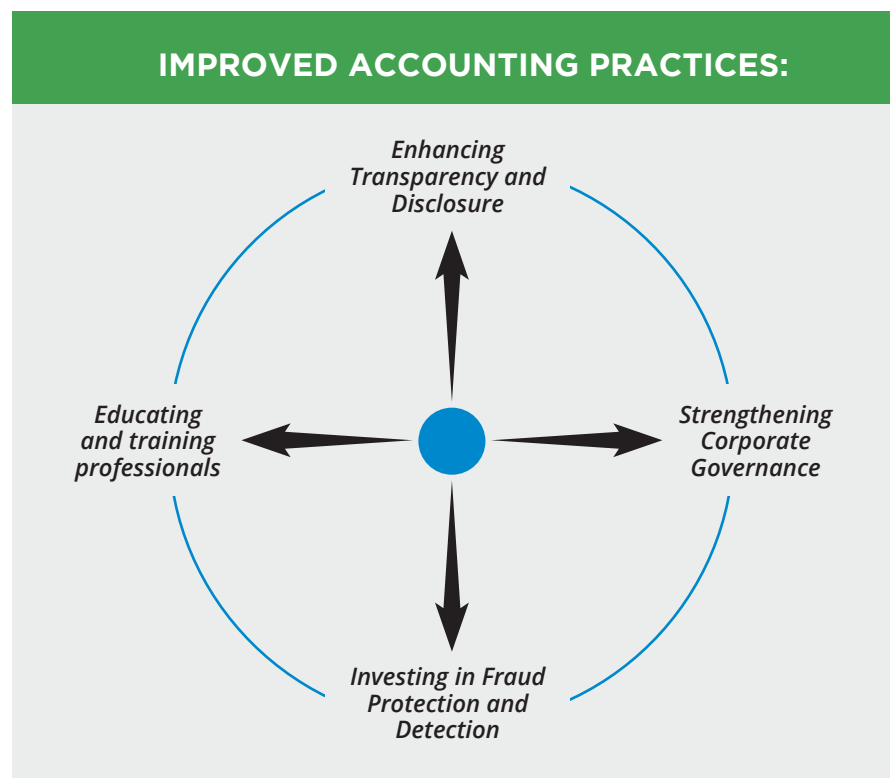 IMPROVED ACCOUNTING PRACTICES:
Enhancing
Transparency and
Disclosure
Educating
and training
professionals
Strengthening
Corporate
Governance
Investing in Fraud
Protection and
Detection